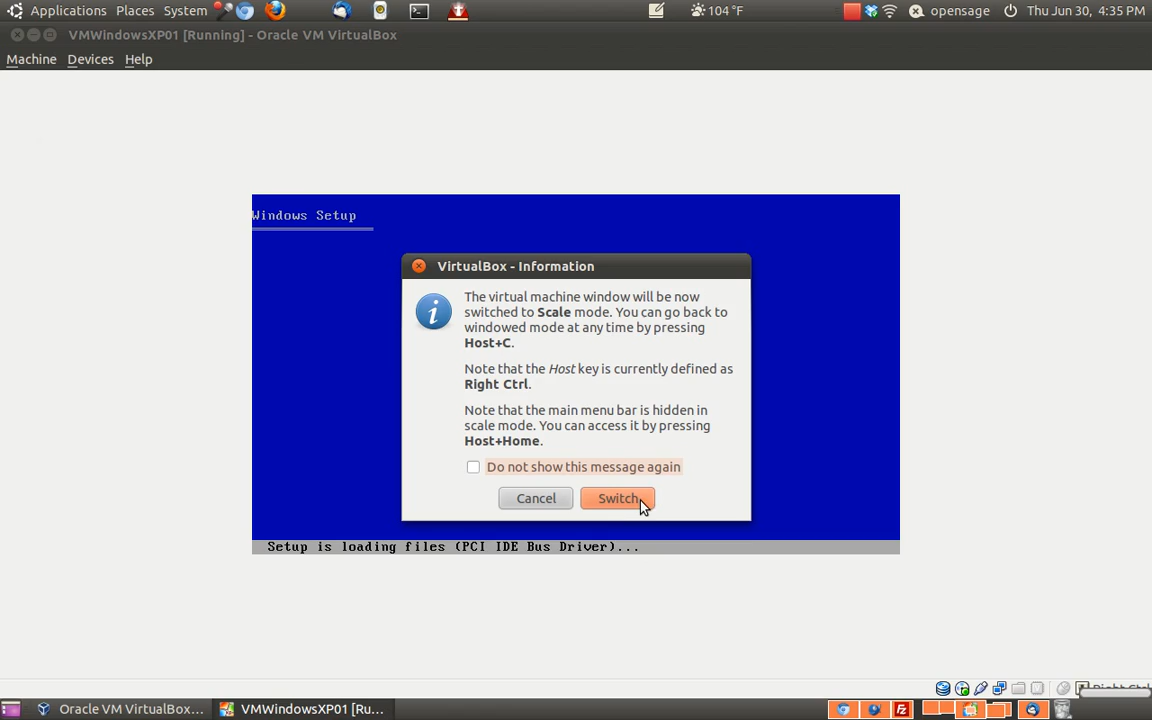 Applications Places System 104 °F opensage Thu Jun 30, 4:35 PM
VMWindowsXP01 [Running] - Oracle VM VirtualBox
Machine Devices Help
Windows Setup
VirtualBox - Information
The virtual machine window will be now
switched to Scale mode. You can go back to
windowed mode at any time by pressing
Host+C.
Note that the Host key is currently defined as
Right Ctrl.
Note that the main menu bar is hidden in
scale mode. You can access it by pressing
Host+Home.
Do not show this message again
Cancel Switch
Setup is loading files (PCI IDE Bus Driver)...
Oracle VM VirtualBox... VMWindowsXP01 [Ru... Fz